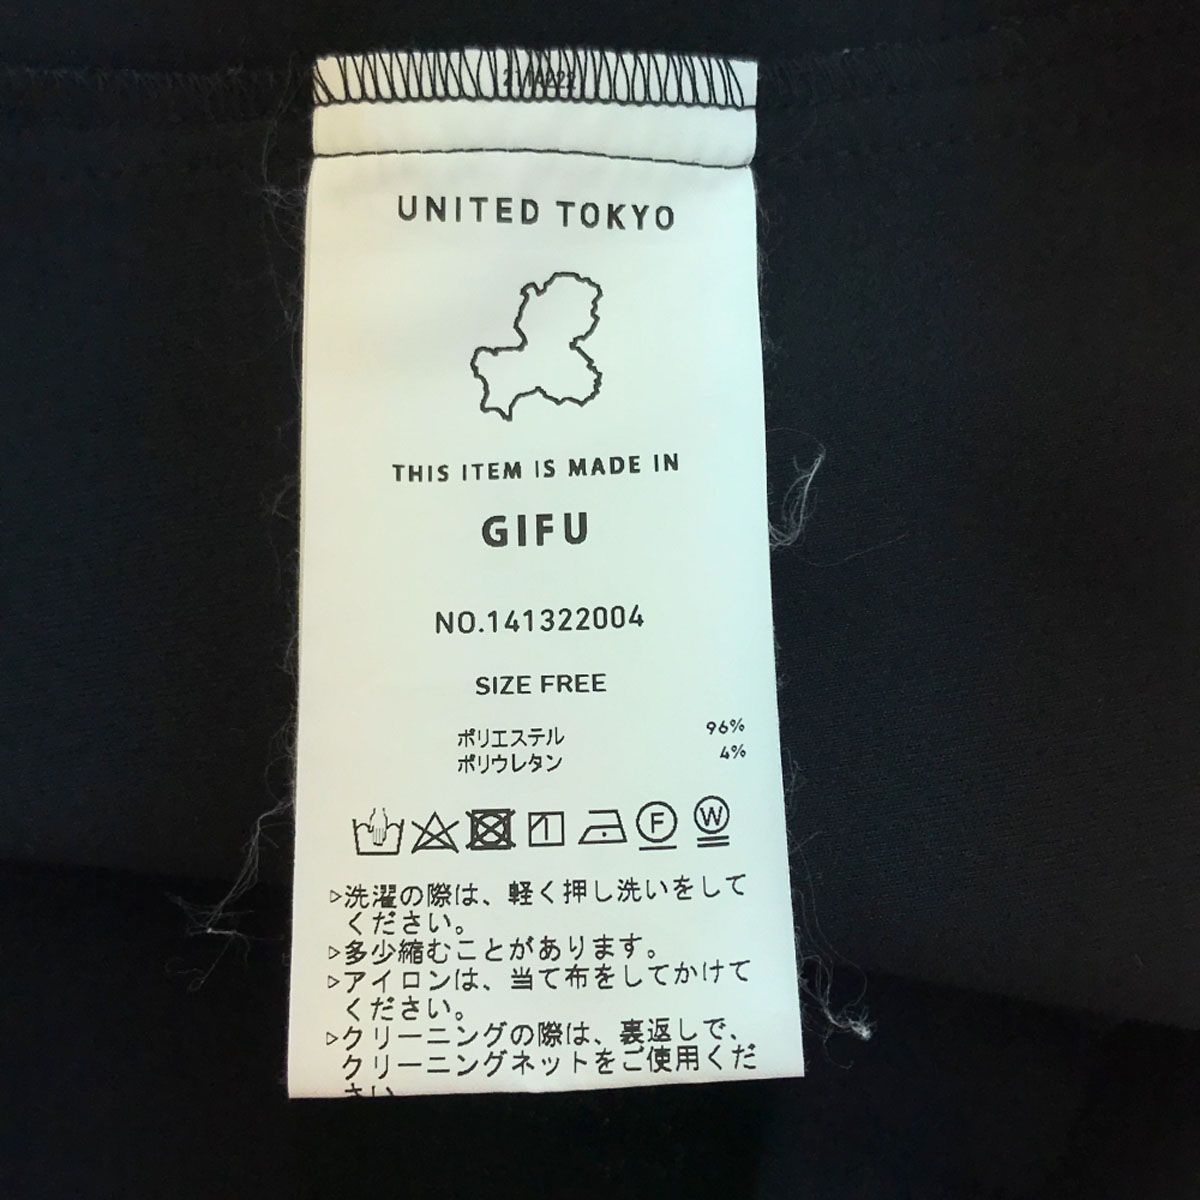 UNITED TOKYO
THIS ITEM IS MADE IN
GIFU
NO.141322004
SIZE FREE
ポリエステル 96%
ポリウレタン 4%
F W
▷洗濯の際は、軽く押し洗いをして
ください。
▷多少縮むことがあります。
▷アイロンは、当て布をしてかけて
ください。
▷クリーニングの際は、裏返しで、
クリーニングネットをご使用くだ
さい